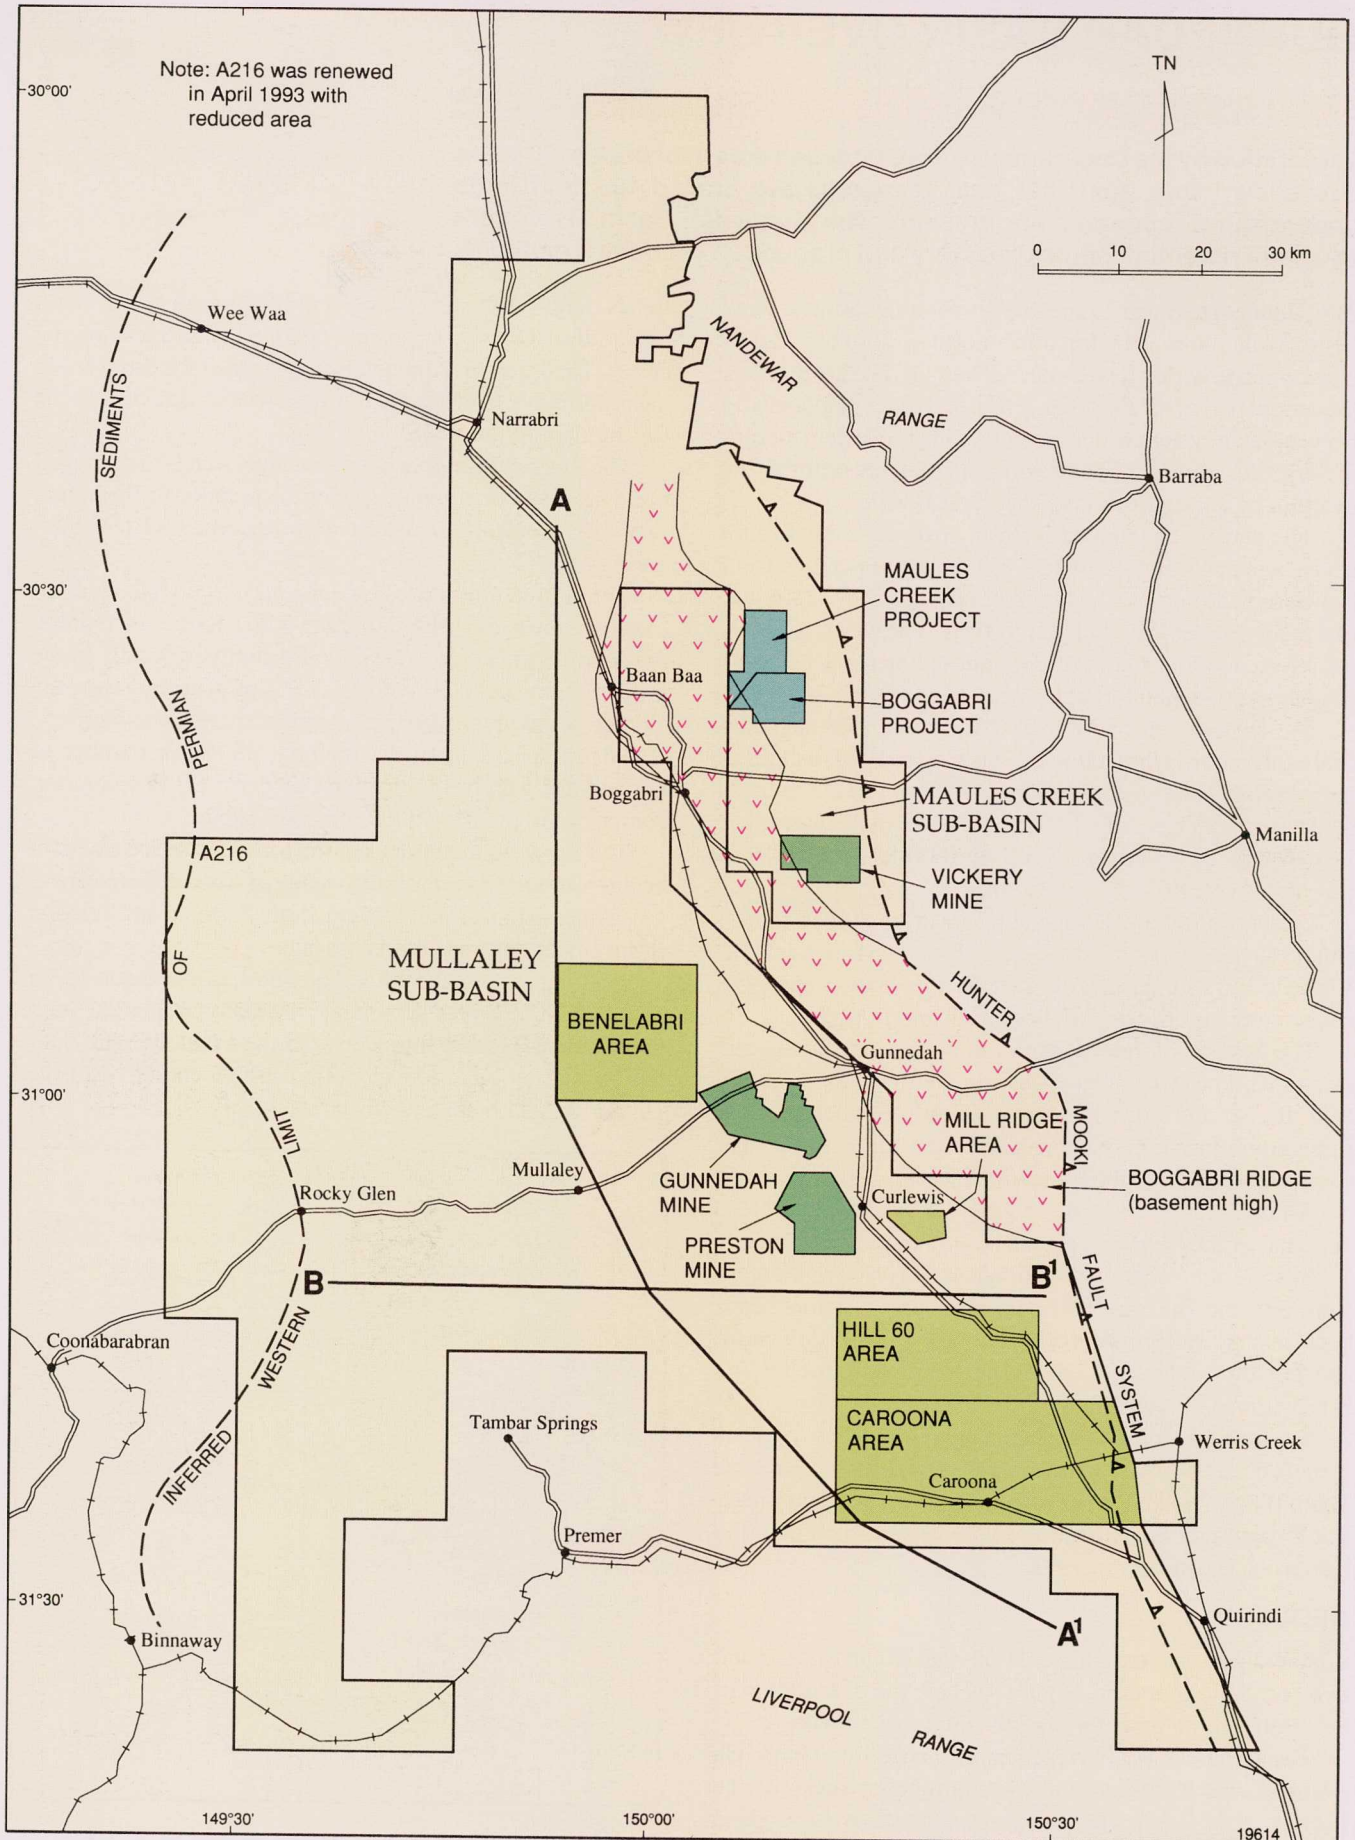 Note: A216 was renewed
in April 1993 with
reduced area
TN
30°00'
0 10 20 30 km
Wee Waa
NANDEWAR
RANGE
SEDIMENTS
Narrabri
Barraba
A
30°30'
MAULES
CREEK
PROJECT
Baan Baa
BOGGABRI
PROJECT
PERMIAN
Boggabri
MAULES CREEK
SUB-BASIN
Manilla
A216
VICKERY
MINE
OF
MULLALEY
SUB-BASIN
HUNTER
BENELABRI
AREA
Gunnedah
31°00'
LIMIT
MILL RIDGE
AREA
MOOKI
Mullaley
GUNNEDAH
MINE
BOGGABRI RIDGE
(basement high)
Rocky Glen
Curlewis
PRESTON
MINE
B
B¹
FAULT
Coonabarabran
WESTERN
HILL 60
AREA
SYSTEM
Tambar Springs
CAROONA
AREA
Werris Creek
INFERRED
Caroona
Premer
31°30'
Quirindi
A¹
Binnaway
LIVERPOOL
RANGE
149°30'
150°00'
150°30'
19614